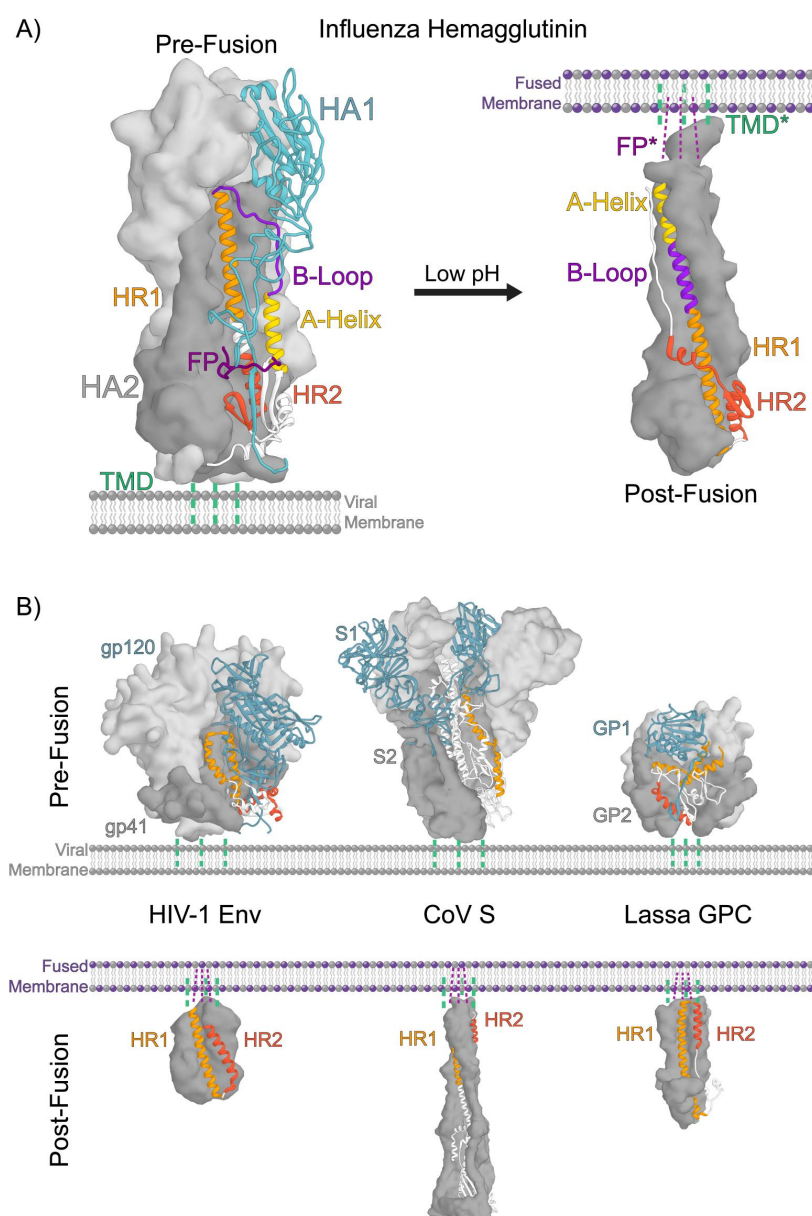 A)
Influenza Hemagglutinin
Pre-Fusion
HA1
Fused
Membrane
TMD*
FP*
A-Helix
B-Loop
Low pH
B-Loop
HR1
A-Helix
FP
HR1
HA2
HR2
HR2
TMD
Post-Fusion
Viral
Membrane
B)
Pre-Fusion
gp120
S1
GP1
S2
GP2
gp41
Viral
Membrane
HIV-1 Env
CoV S
Lassa GPC
Post-Fusion
Fused
Membrane
HR1
HR2
HR1
HR2
HR1
HR2